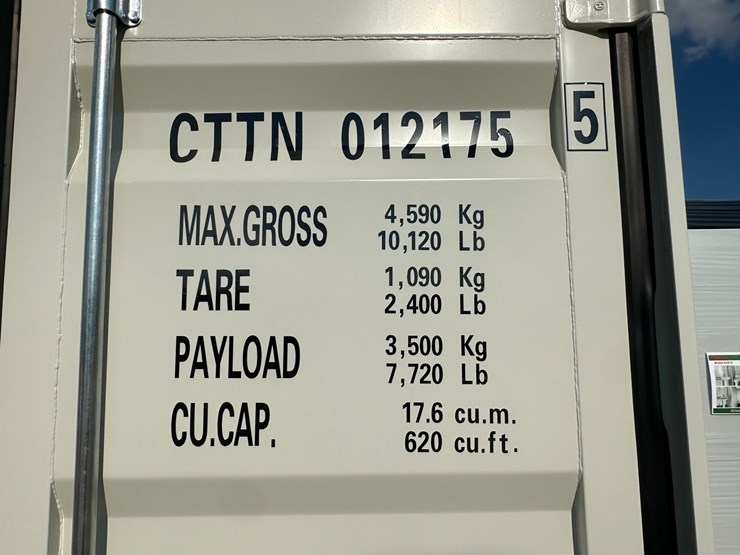 CTTN 012175 5
MAX.GROSS 4,590 Kg
10,120 Lb
TARE 1,090 Kg
2,400 Lb
PAYLOAD 3,500 Kg
7,720 Lb
CU.CAP. 17.6 cu.m.
620 cu.ft.